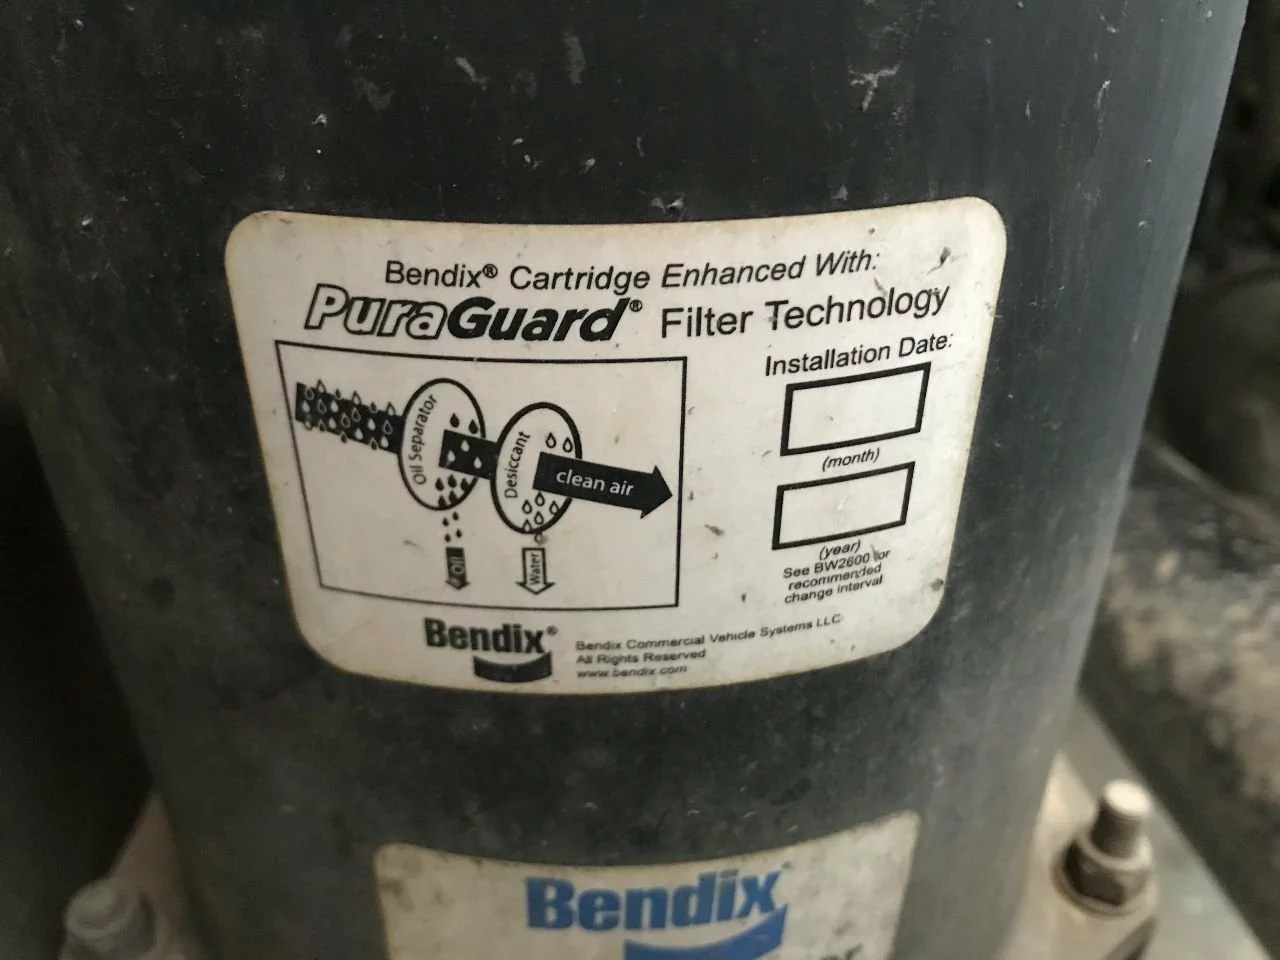 Bendix® Cartridge Enhanced With:
PuraGuard® Filter Technology
Installation Date:
(month)
(year)
See BW2600 for
recommended
change interval
Oil Separator
Desiccant
clean air
Oil
Water
Bendix®
Bendix Commercial Vehicle Systems LLC
All Rights Reserved
www.bendix.com
Bendix